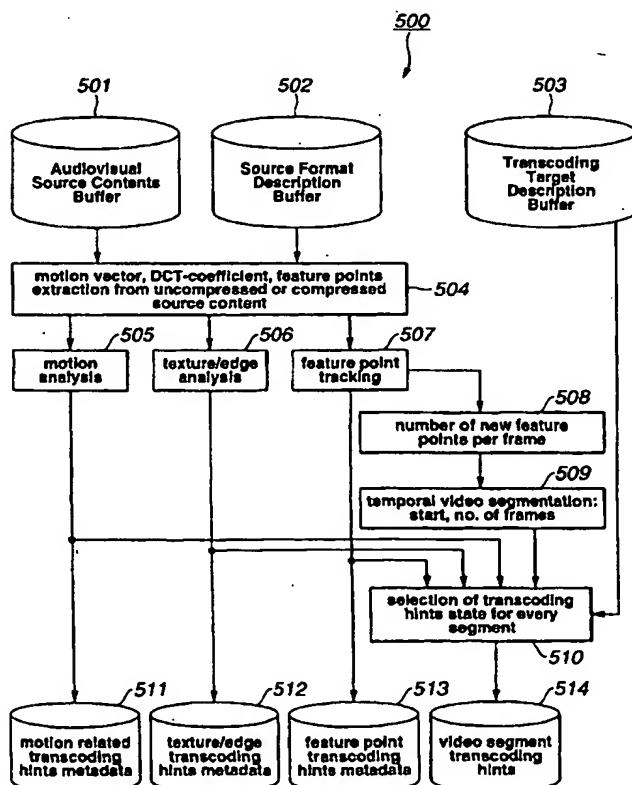 500
501
502
503
Audiovisual
Source Contents
Buffer
Source Format
Description
Buffer
Transcoding
Target
Description
Buffer
motion vector, DCT-coefficient, feature points
extraction from uncompressed or compressed
source content
504
505
506
507
motion
analysis
texture/edge
analysis
feature point
tracking
508
number of new feature
points per frame
509
temporal video segmentation:
start, no. of frames
selection of transcoding
hints state for every
segment
510
511
512
513
514
motion related
transcoding
hints metadata
texture/edge
transcoding
hints metadata
feature point
transcoding
hints metadata
video segment
transcoding
hints